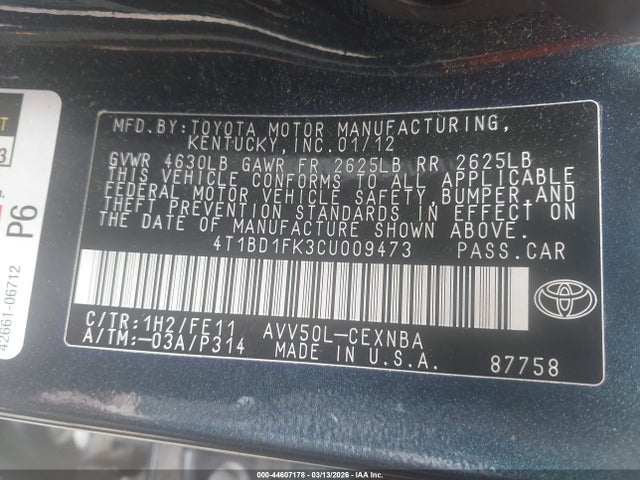 MFD.BY:TOYOTA MOTOR MANUFACTURING,
KENTUCKY,INC.01/12
GVWR 4630LB GAWR FR 2625LB RR 2625LB
THIS VEHICLE CONFORMS TO ALL APPLICABLE
FEDERAL MOTOR VEHICLE SAFETY,BUMPER,AND
THEFT PREVENTION STANDARDS IN EFFECT ON
THE DATE OF MANUFACTURE SHOWN ABOVE.
4T1BD1FK3CU009473 PASS.CAR
C/TR:1H2/FE11 AVV50L-CEXNBA
A/TM:-03A/P314 MADE IN U.S.A. 87758
P6
42661-06712
000-44607178 - 03/13/2026 - IAA Inc.